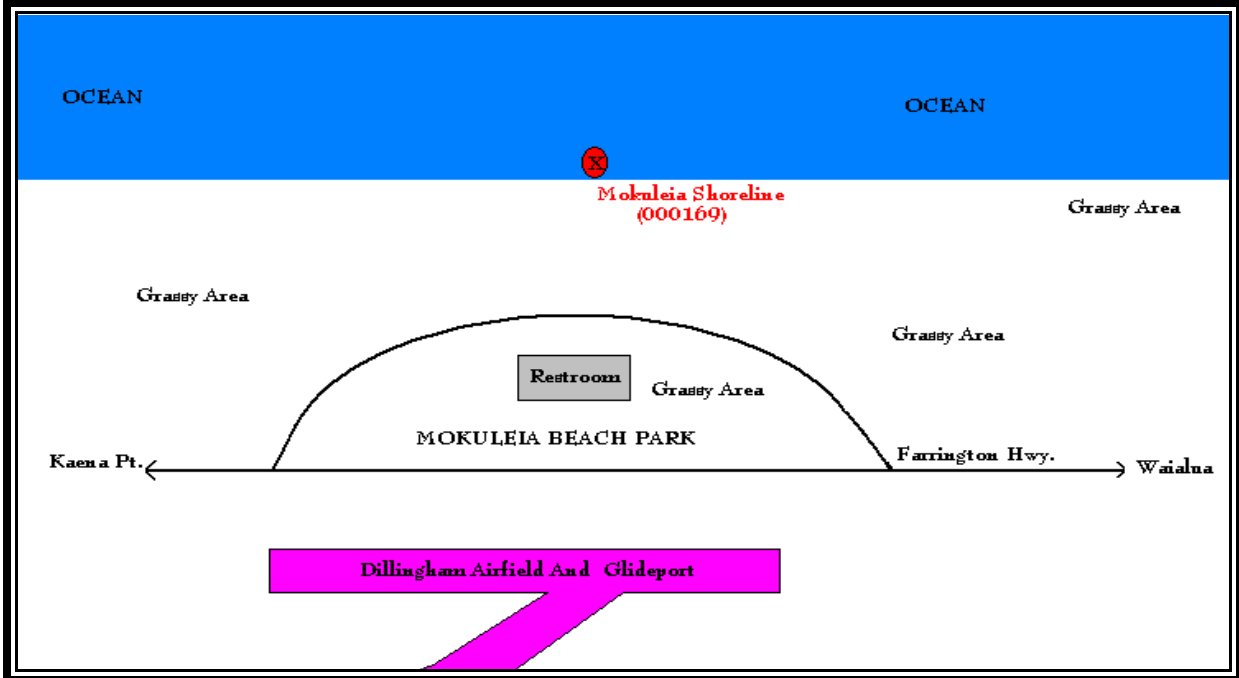 OCEAN
OCEAN
X
Mokuleia Shoreline
(000169)
Grassy Area
Grassy Area
Grassy Area
Restroom
Grassy Area
MOKULEIA BEACH PARK
Kaena Pt.
Farrington Hwy.
Waialua
Dillingham Airfield And Glideport